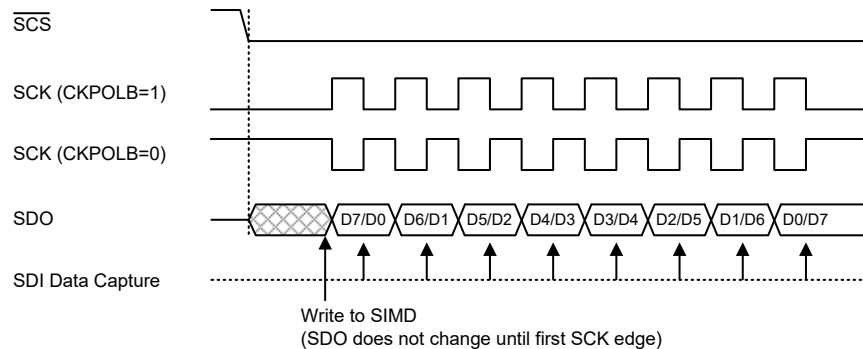 SCS
SCK (CKPOLB=1)
SCK (CKPOLB=0)
SDO
D7/D0 D6/D1 D5/D2 D4/D3 D3/D4 D2/D5 D1/D6 D0/D7
SDI Data Capture
Write to SIMD
(SDO does not change until first SCK edge)